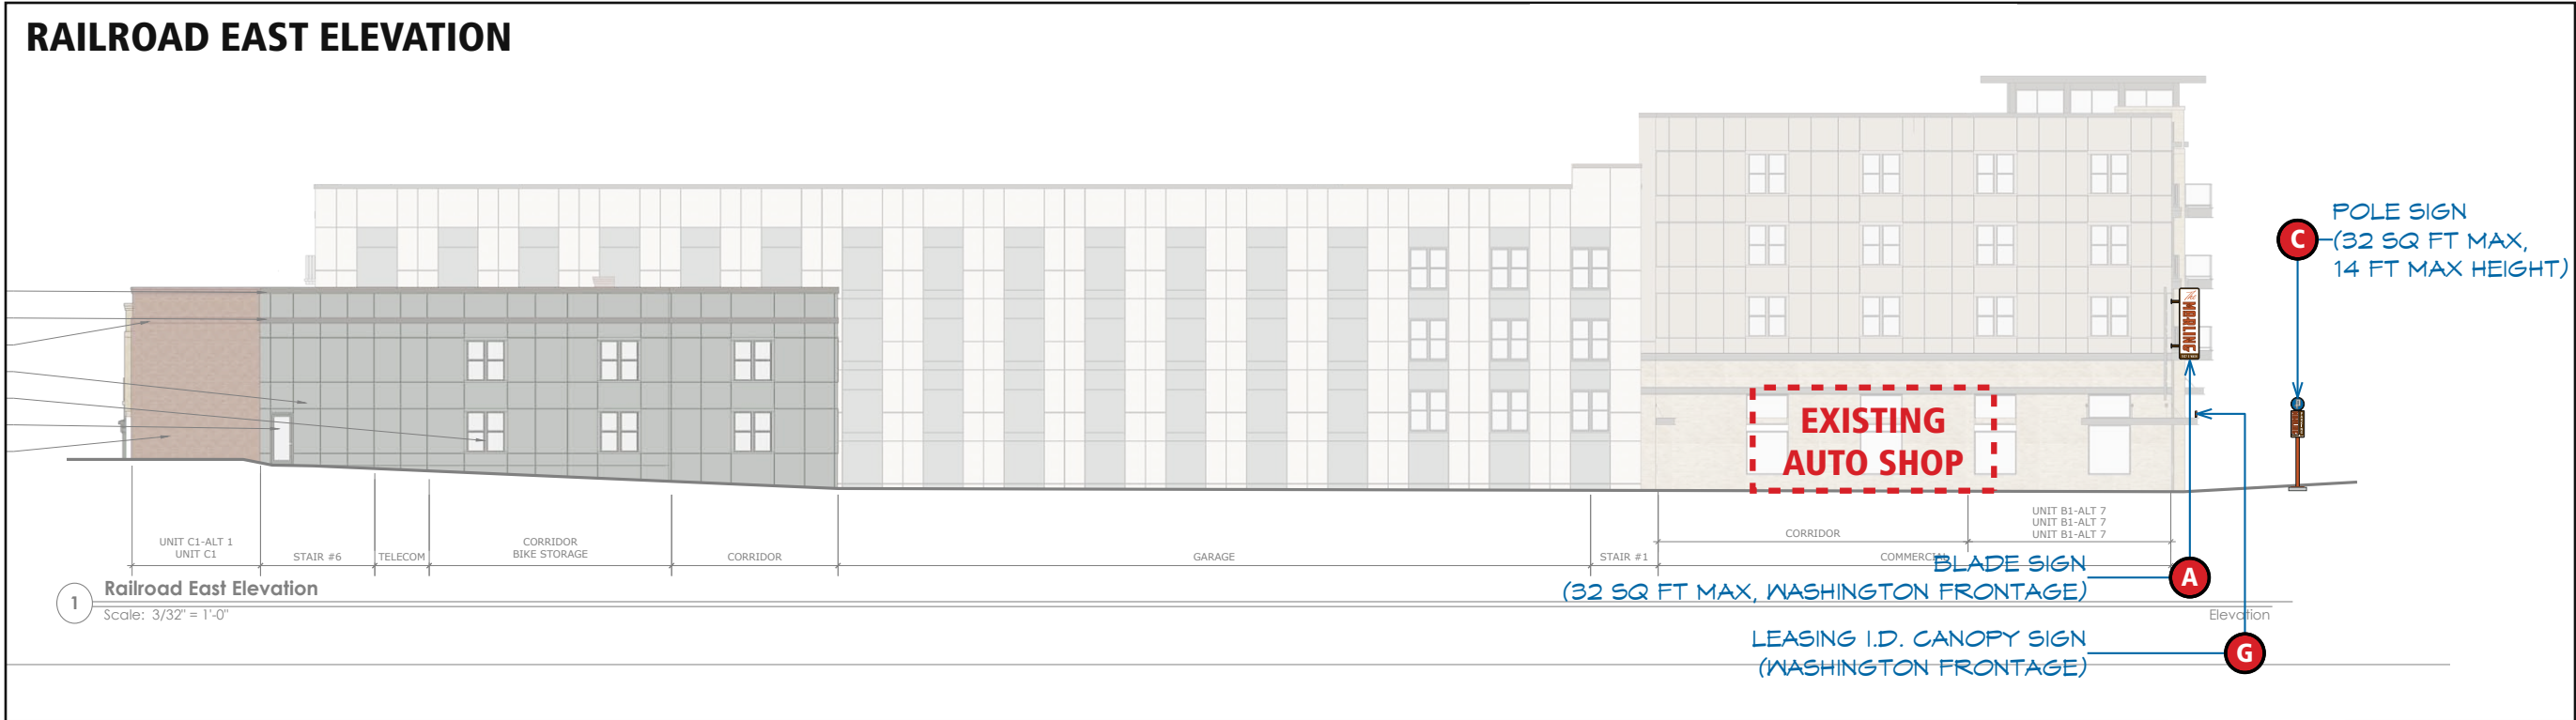 RAILROAD EAST ELEVATION
C
POLE SIGN
(32 SQ FT MAX,
14 FT MAX HEIGHT)
The
MARLING
EXISTING
AUTO SHOP
UNIT C1-ALT 1
UNIT C1
STAIR #6
TELECOM
CORRIDOR
BIKE STORAGE
CORRIDOR
GARAGE
STAIR #1
CORRIDOR
COMMERCIAL
UNIT B1-ALT 7
UNIT B1-ALT 7
UNIT B1-ALT 7
BLADE SIGN
(32 SQ FT MAX, WASHINGTON FRONTAGE)
A
1
Railroad East Elevation
Scale: 3/32" = 1'-0"
Elevation
LEASING I.D. CANOPY SIGN
(WASHINGTON FRONTAGE)
G